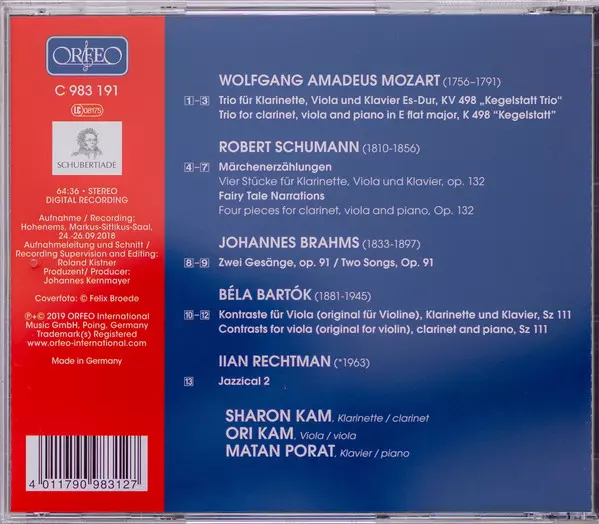 ORFEO
C 983 191
LC 08175
SCHUBERTIADE
64:36 • STEREO
DIGITAL RECORDING
Aufnahme / Recording:
Hohenems, Markus-Sittikus-Saal,
24.-26.09.2018
Aufnahmeleitung und Schnitt /
Recording Supervision and Editing:
Roland Kistner
Produzent/ Producer:
Johannes Kernmayer
Coverfoto: © Felix Broede
℗+© 2019 ORFEO International
Music GmbH, Poing, Germany
Trademark(s) Registered
www.orfeo-international.com
Made in Germany
4 011790 983127
WOLFGANG AMADEUS MOZART (1756–1791)
1–3 Trio für Klarinette, Viola und Klavier Es-Dur, KV 498 „Kegelstatt Trio“
Trio for clarinet, viola and piano in E flat major, K 498 “Kegelstatt”
ROBERT SCHUMANN (1810-1856)
4–7 Märchenerzählungen
Vier Stücke für Klarinette, Viola und Klavier, op. 132
Fairy Tale Narrations
Four pieces for clarinet, viola and piano, Op. 132
JOHANNES BRAHMS (1833-1897)
8–9 Zwei Gesänge, op. 91 / Two Songs, Op. 91
BÉLA BARTÓK (1881-1945)
10–12 Kontraste für Viola (original für Violine), Klarinette und Klavier, Sz 111
Contrasts for viola (original for violin), clarinet and piano, Sz 111
IIAN RECHTMAN (*1963)
13 Jazzical 2
SHARON KAM, Klarinette / clarinet
ORI KAM, Viola / viola
MATAN PORAT, Klavier / piano